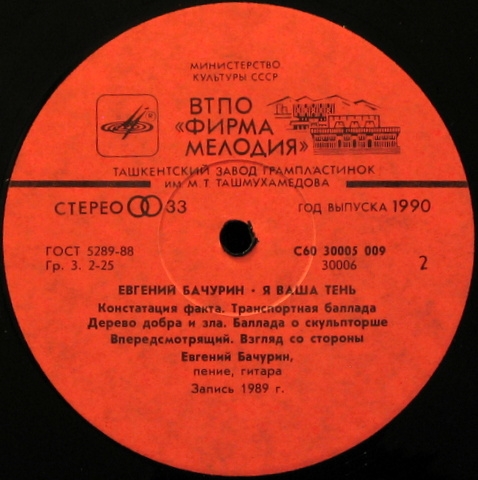 МИНИСТЕРСТВО
КУЛЬТУРЫ СССР
ВТПО
«ФИРМА
МЕЛОДИЯ»
ТАШКЕНТСКИЙ ЗАВОД ГРАМПЛАСТИНОК
ИМ М.Т ТАШМУХАМЕДОВА
СТЕРЕО 33
ГОД ВЫПУСКА 1990
ГОСТ 5289-88
Гр. 3. 2-25
С60 30005 009
30006
2
ЕВГЕНИЙ БАЧУРИН · Я ВАША ТЕНЬ
Констатация факта. Транспортная баллада
Дерево добра и зла. Баллада о скульпторше
Впередсмотрящий. Взгляд со стороны
Евгений Бачурин,
пение, гитара
Запись 1989 г.